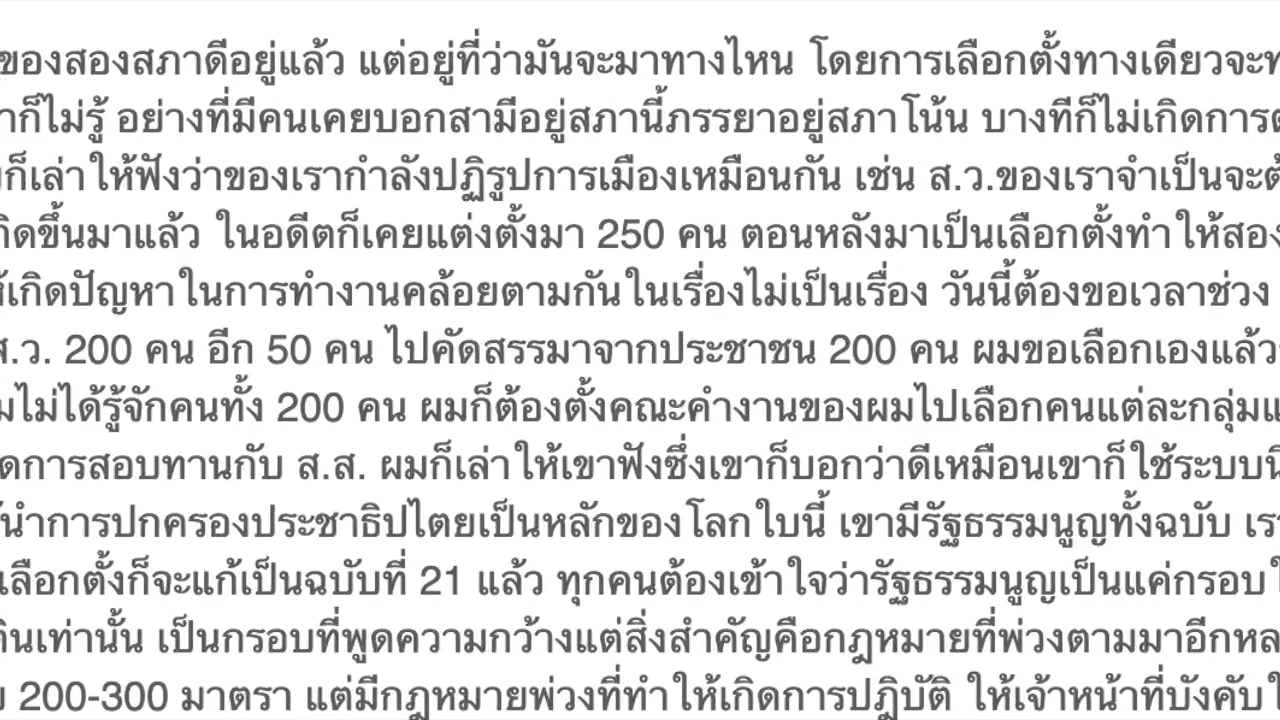 ของสองสภาดีอยู่แล้ว แต่อยู่ที่ว่ามันจะมาทางไหน โดยการเลือกตั้งทางเดียวจะ
ก็ไม่รู้ อย่างที่มีคนเคยบอกสามีอยู่สภานี้ภรรยาอยู่สภาโน้น บางทีก็ไม่เกิดการ
ก็เล่าให้ฟังว่าของเรากำลังปฏิรูปการเมืองเหมือนกัน เช่น ส.ว.ของเราจำเป็นจะ
กิดขึ้นมาแล้ว ในอดีตก็เคยแต่งตั้งมา 250 คน ตอนหลังมาเป็นเลือกตั้งทำให้สอง
ห้เกิดปัญหาในการทำงานคล้อยตามกันในเรื่องไม่เป็นเรื่อง วันนี้ต้องขอเวลาช่วง
ส.ว. 200 คน อีก 50 คน ไปคัดสรรมาจากประชาชน 200 คน ผมขอเลือกเองแล้ว
มไม่ได้รู้จักคนทั้ง 200 คน ผมก็ต้องตั้งคณะคำงานของผมไปเลือกคนแต่ละกลุ่ม
ดการสอบทานกับ ส.ส. ผมก็เล่าให้เขาฟังซึ่งเขาก็บอกว่าดีเหมือนเขาก็ใช้ระบบ
นำการปกครองประชาธิปไตยเป็นหลักของโลกใบนี้ เขามีรัฐธรรมนูญทั้งฉบับ เรา
เลือกตั้งก็จะแก้เป็นฉบับที่ 21 แล้ว ทุกคนต้องเข้าใจว่ารัฐธรรมนูญเป็นแค่กรอบ
ดินเท่านั้น เป็นกรอบที่พูดความกว้างแต่สิ่งสำคัญคือกฎหมายที่พ่วงตามมาอีกหล
200-300 มาตรา แต่มีกฎหมายพ่วงที่ทำให้เกิดการปฎิบัติ ให้เจ้าหน้าที่บังคับ